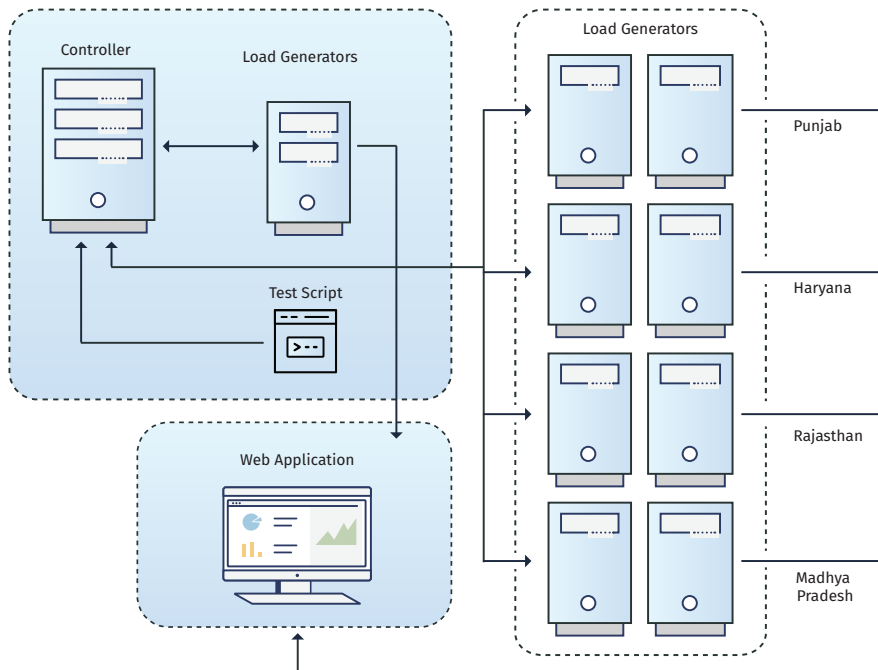 Controller
Load Generators
Test Script
Web Application
Load Generators
Punjab
Haryana
Rajasthan
Madhya
Pradesh